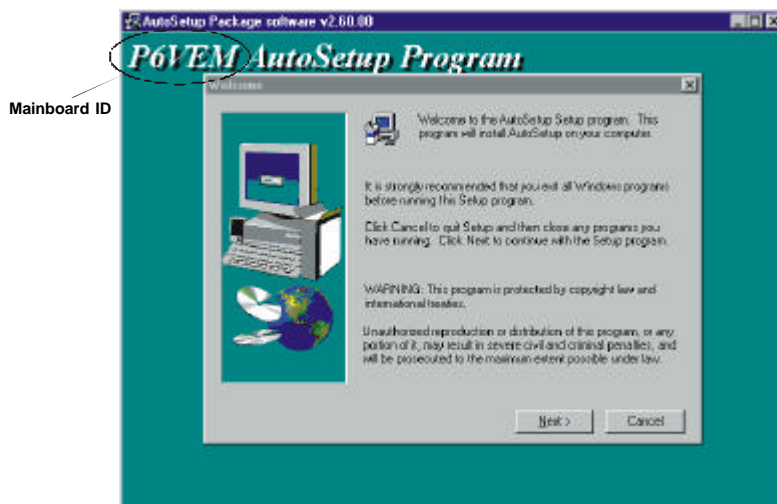 AutoSetup Package software v2.60.00
P6VEM AutoSetup Program
Mainboard ID
Welcome
Welcome to the AutoSetup Setup program. This
program will install AutoSetup on your computer.
It is strongly recommended that you exit all Windows programs
before running this Setup program.
Click Cancel to quit Setup and then close any programs you
have running. Click Next to continue with the Setup program.
WARNING: This program is protected by copyright law and
international treaties.
Unauthorized reproduction or distribution of this program, or any
portion of it, may result in severe civil and criminal penalties, and
will be prosecuted to the maximum extent possible under law.
Next >
Cancel